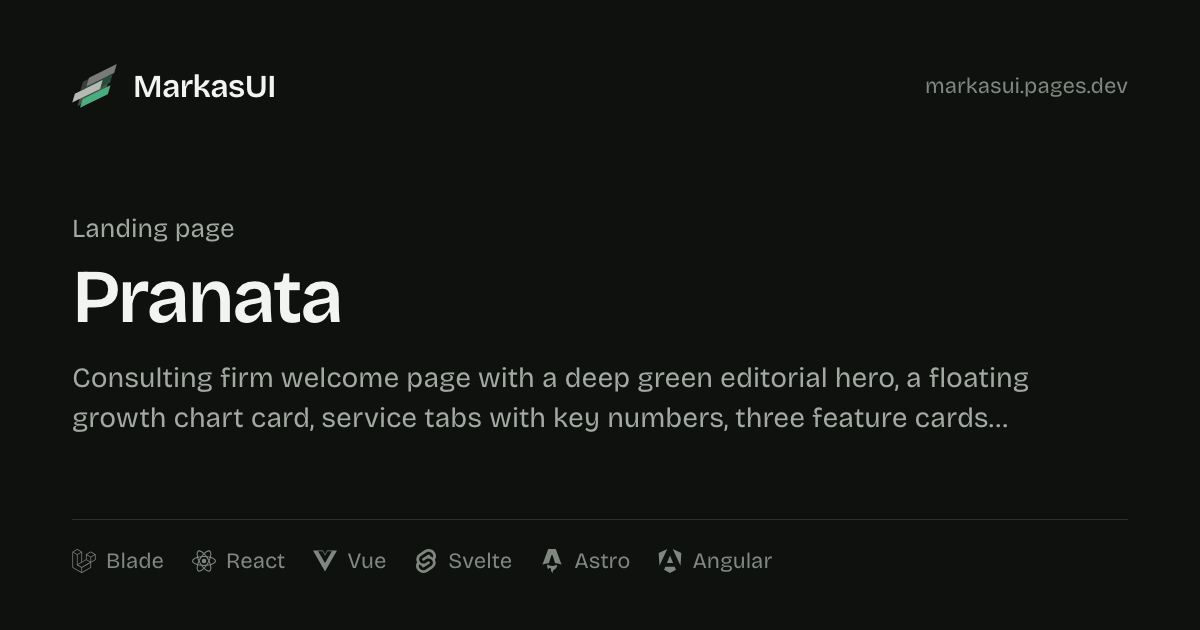 MarkasUI
markasui.pages.dev
Landing page
Pranata
Consulting firm welcome page with a deep green editorial hero, a floating
growth chart card, service tabs with key numbers, three feature cards...
Blade React Vue Svelte Astro Angular